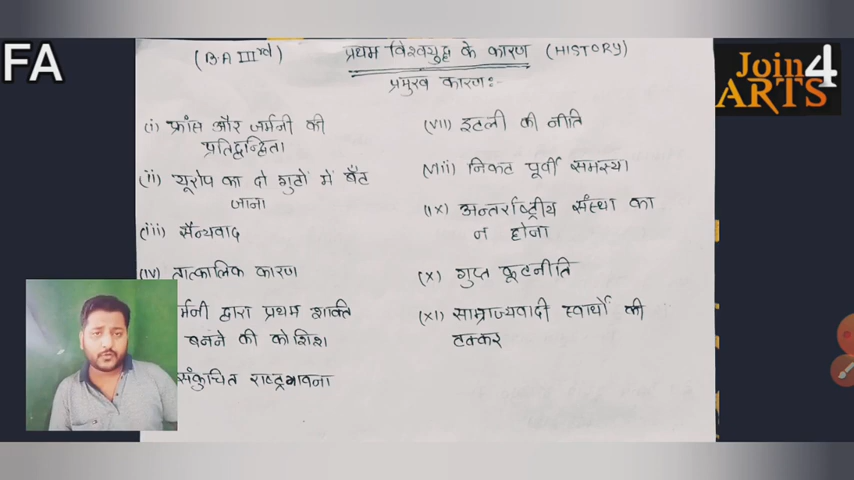 FA
Join4
ARTS
(B.A III वर्ष) प्रथम विश्वयुद्ध के कारण (HISTORY)
प्रमुख कारण :-
(i) फ्रांस और जर्मनी की
प्रतिद्वन्द्विता
(ii) यूरोप का दो गुटों में बँट
जाना
(iii) सैन्यवाद
(IV) तात्कालिक कारण
र्मनी द्वारा प्रथम शक्ति
बनने की कोशिश
संकुचित राष्ट्रभावना
(VII) इटली की नीति
(VIII) निकट पूर्वी समस्या
(IX) अन्तर्राष्ट्रीय संस्था का
न होना
(X) गुप्त कूटनीति
(XI) साम्राज्यवादी स्वार्थो की
टक्कर